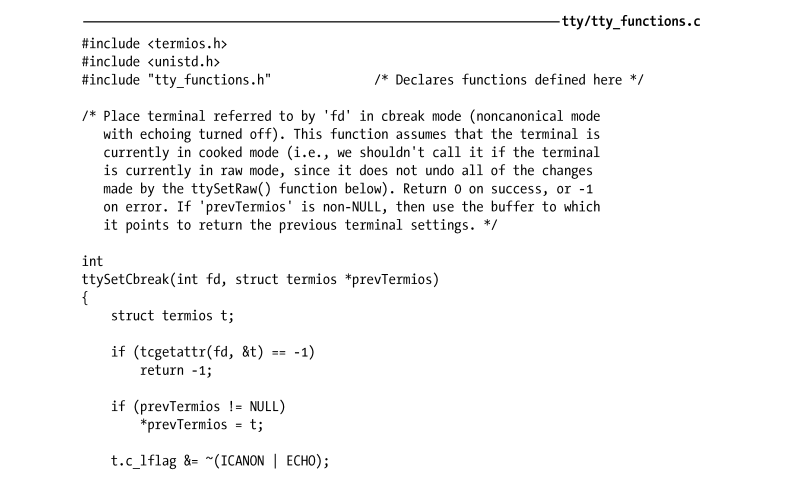 tty/tty_functions.c
#include <termios.h>
#include <unistd.h>
#include "tty_functions.h"              /* Declares functions defined here */

/* Place terminal referred to by 'fd' in cbreak mode (noncanonical mode
   with echoing turned off). This function assumes that the terminal is
   currently in cooked mode (i.e., we shouldn't call it if the terminal
   is currently in raw mode, since it does not undo all of the changes
   made by the ttySetRaw() function below). Return 0 on success, or -1
   on error. If 'prevTermios' is non-NULL, then use the buffer to which
   it points to return the previous terminal settings. */

int
ttySetCbreak(int fd, struct termios *prevTermios)
{
    struct termios t;

    if (tcgetattr(fd, &t) == -1)
        return -1;

    if (prevTermios != NULL)
        *prevTermios = t;

    t.c_lflag &= ~(ICANON | ECHO);